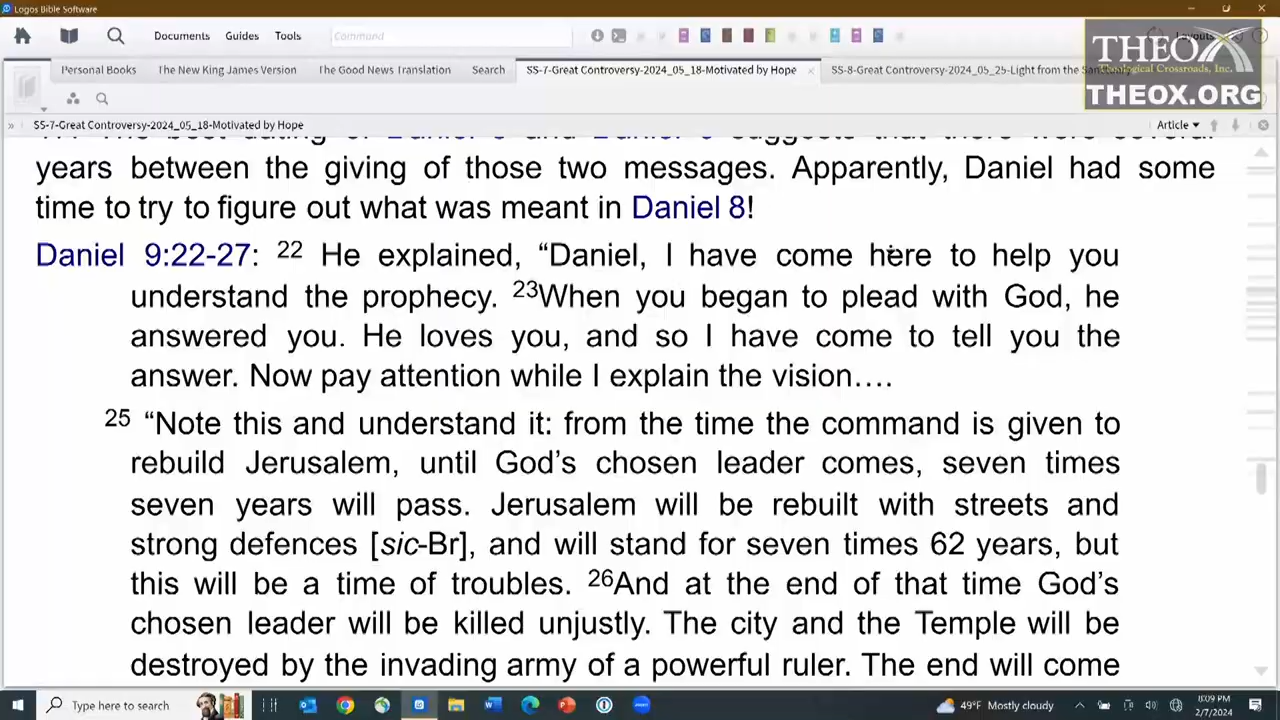 Logos Bible Software
Documents Guides Tools Command
THEOX
Theological Crossroads, Inc.
THEOX.ORG
Personal Books The New King James Version The Good News SS-7-Great Controversy-2024_05_18-Motivated by Hope × SS-8-Great Controversy-2024_05_25-Light from the
SS-7-Great Controversy-2024_05_18-Motivated by Hope Article
years between the giving of those two messages. Apparently, Daniel had some
time to try to figure out what was meant in Daniel 8!
Daniel 9:22-27: 22 He explained, “Daniel, I have come here to help you
understand the prophecy. 23When you began to plead with God, he
answered you. He loves you, and so I have come to tell you the
answer. Now pay attention while I explain the vision….
25 “Note this and understand it: from the time the command is given to
rebuild Jerusalem, until God’s chosen leader comes, seven times
seven years will pass. Jerusalem will be rebuilt with streets and
strong defences [sic-Br], and will stand for seven times 62 years, but
this will be a time of troubles. 26And at the end of that time God’s
chosen leader will be killed unjustly. The city and the Temple will be
destroyed by the invading army of a powerful ruler. The end will come
Type here to search
49°F Mostly cloudy
8:09 PM
2/7/2024